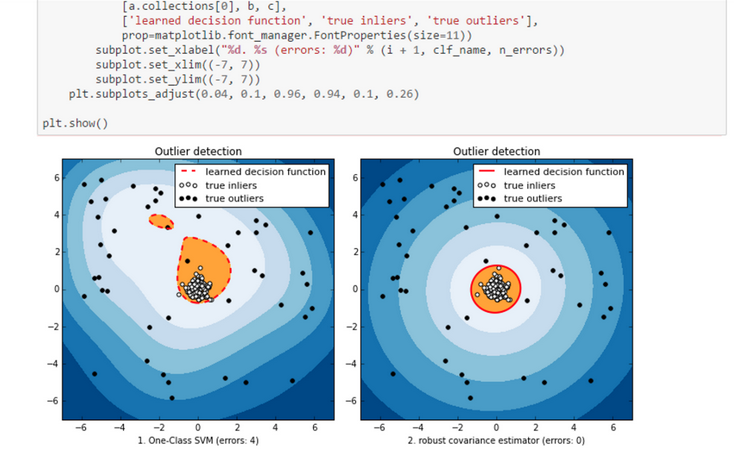 [a.collections[0], b, c],
['learned decision function', 'true inliers', 'true outliers'],
prop=matplotlib.font_manager.FontProperties(size=11))
subplot.set_xlabel("%d. %s (errors: %d)" % (i + 1, clf_name, n_errors))
subplot.set_xlim((-7, 7))
subplot.set_ylim((-7, 7))
plt.subplots_adjust(0.04, 0.1, 0.96, 0.94, 0.1, 0.26)
plt.show()
Outlier detection
learned decision function
true inliers
true outliers
6
4
2
0
−2
−4
−6
−6 −4 −2 0 2 4 6
1. One-Class SVM (errors: 4)
Outlier detection
learned decision function
true inliers
true outliers
6
4
2
0
−2
−4
−6
−6 −4 −2 0 2 4 6
2. robust covariance estimator (errors: 0)